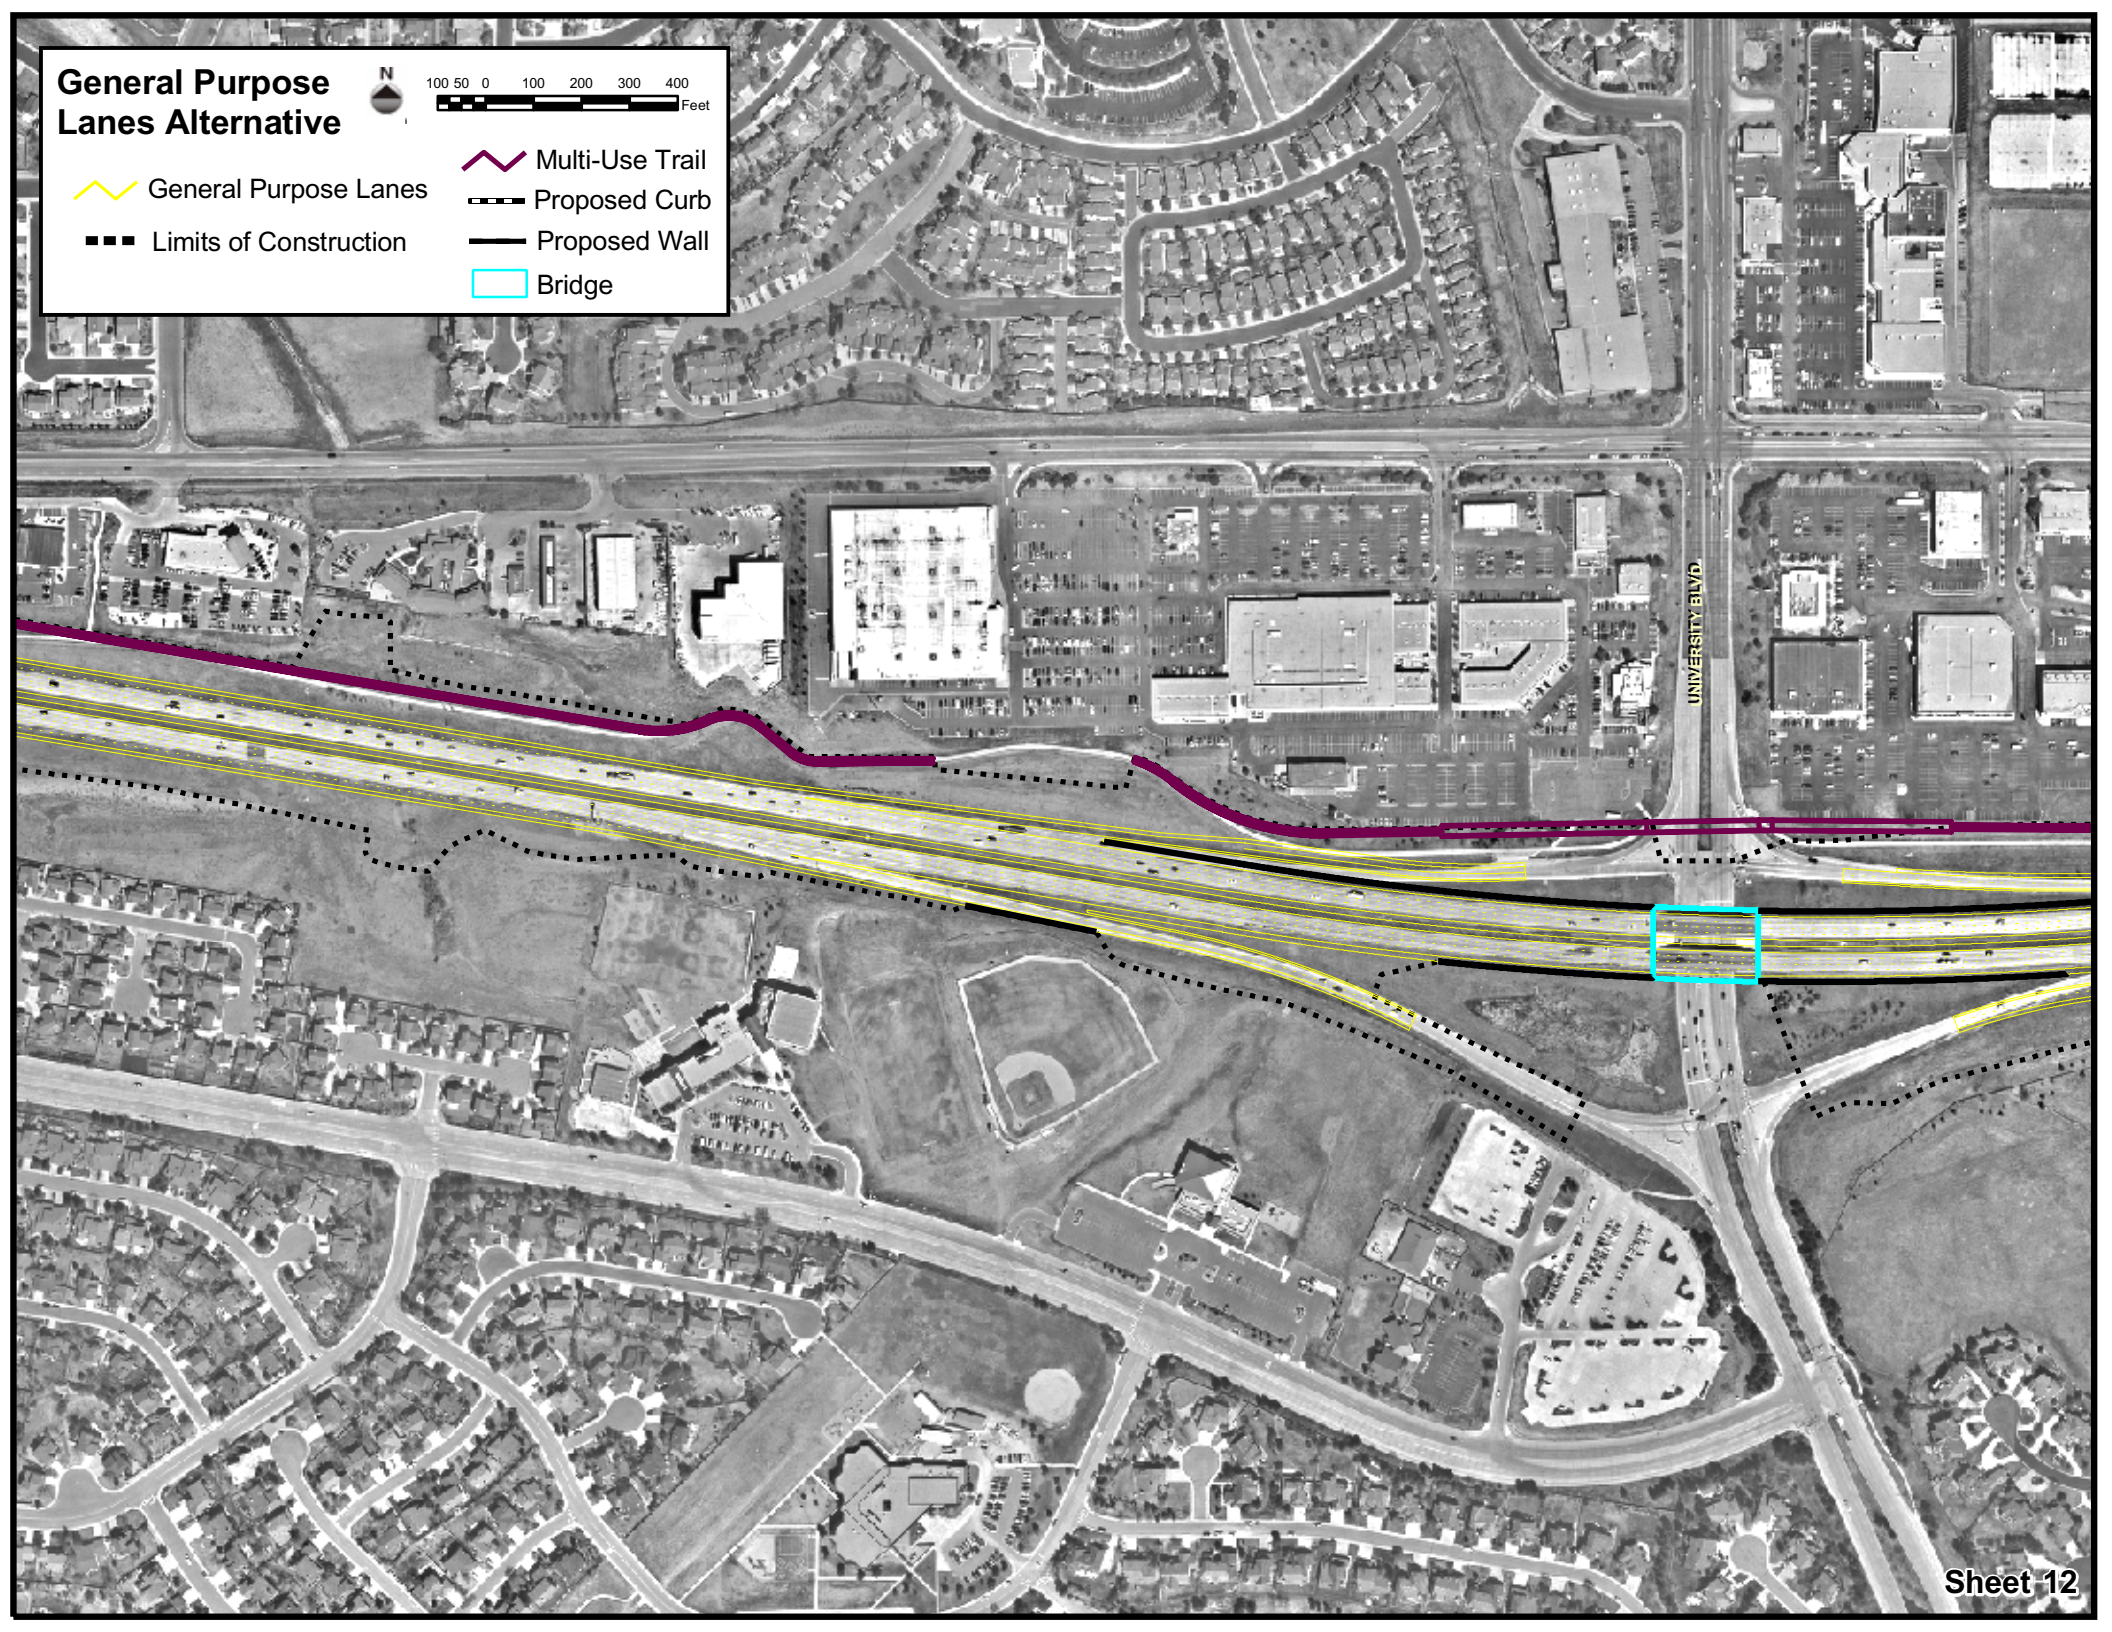 General Purpose
Lanes Alternative
N
100 50 0 100 200 300 400
Feet
General Purpose Lanes
Limits of Construction
Multi-Use Trail
Proposed Curb
Proposed Wall
Bridge
UNIVERSITY BLVD.
Sheet 12